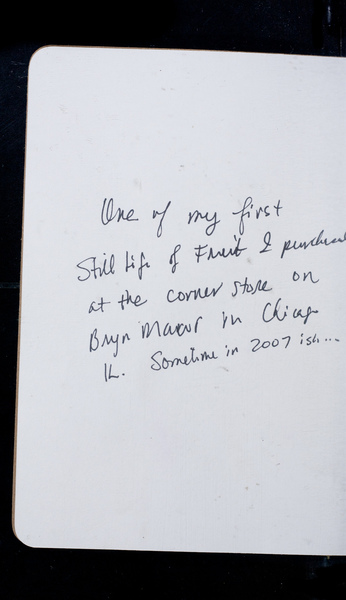 One of my first
Still life of Fruit I purchased
at the corner store on
Bryn Mawr in Chicago
IL. Sometime in 2007 ish...